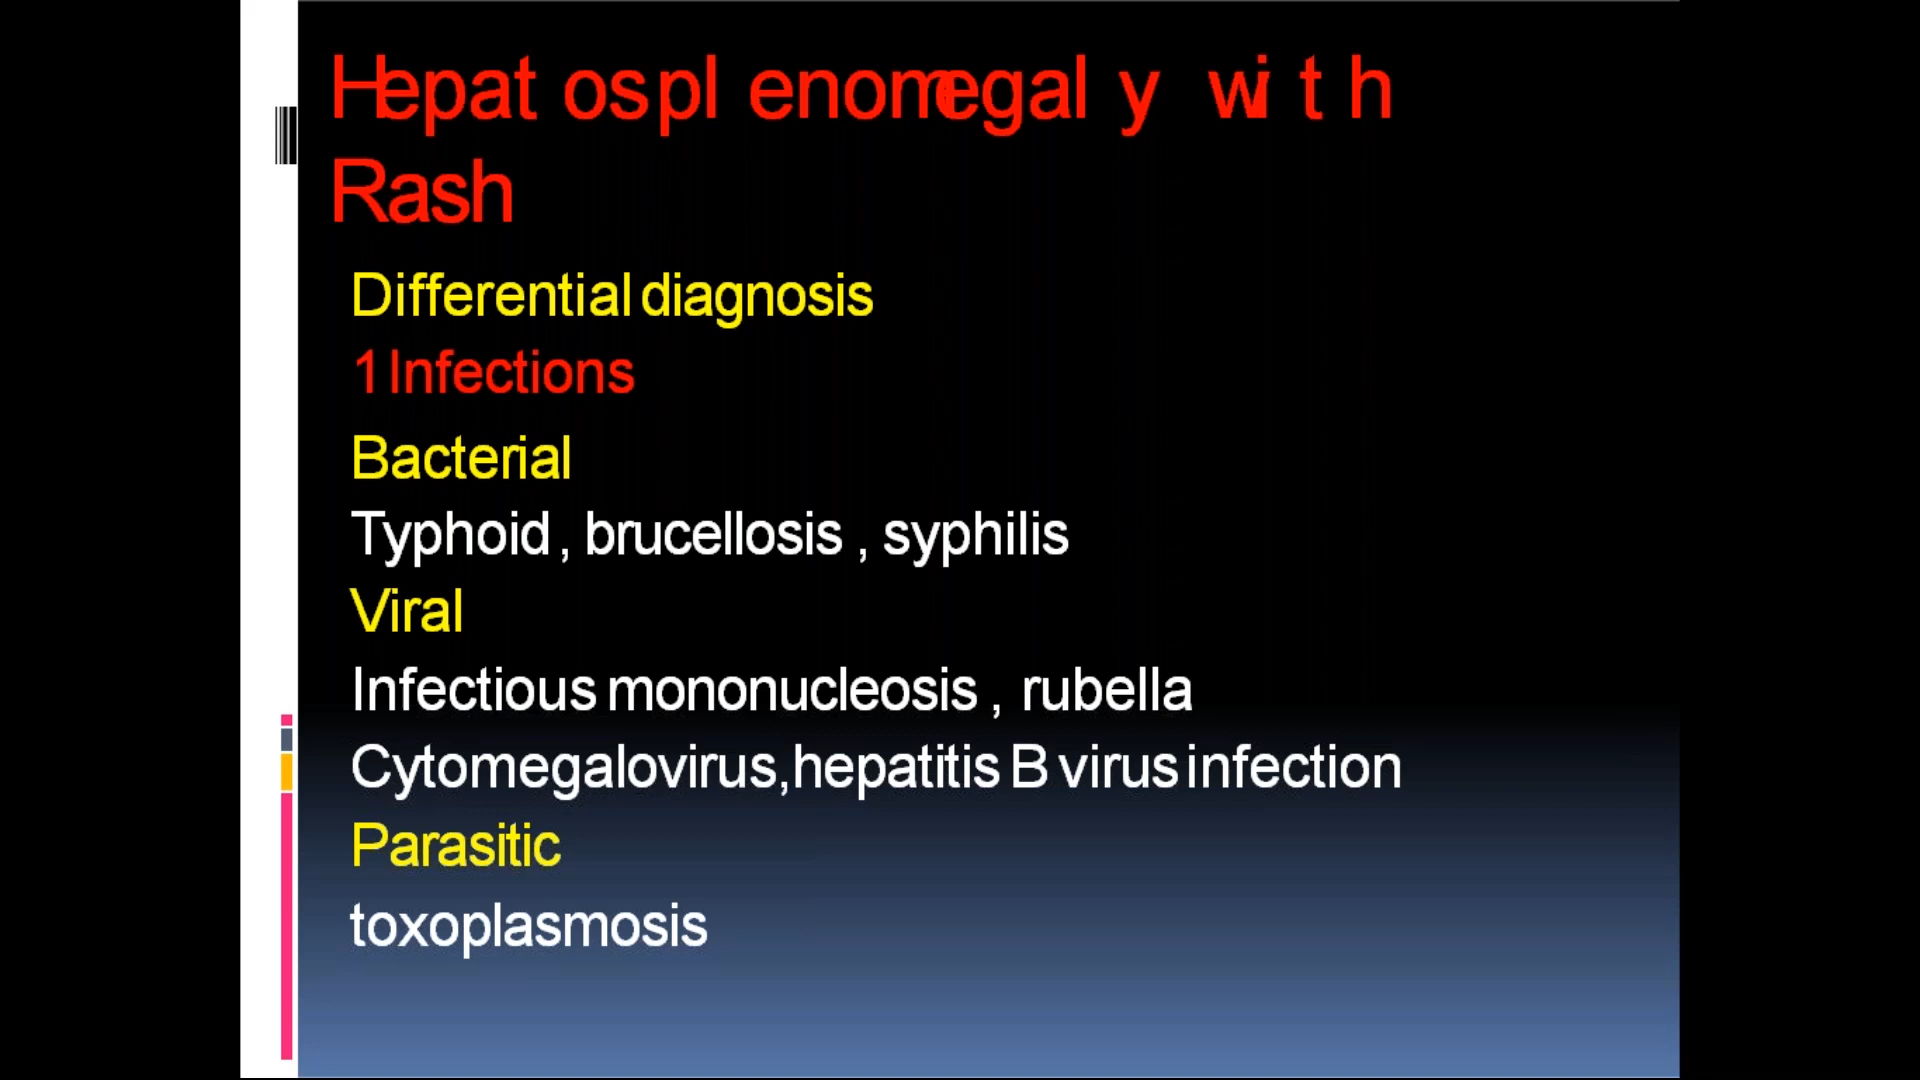 Hepatosplenomegaly with
Rash
Differential diagnosis
1 Infections
Bacterial
Typhoid , brucellosis , syphilis
Viral
Infectious mononucleosis , rubella
Cytomegalovirus,hepatitis B virus infection
Parasitic
toxoplasmosis